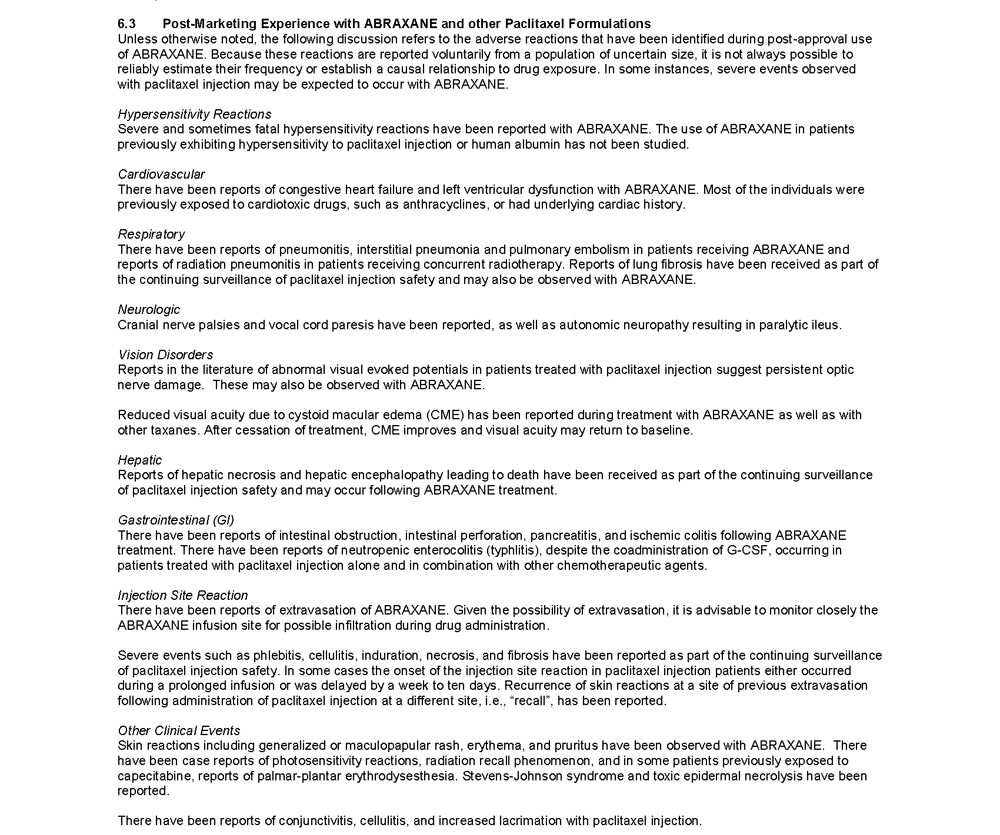 6.3 Post-Marketing Experience with ABRAXANE and other Paclitaxel Formulations
Unless otherwise noted, the following discussion refers to the adverse reactions that have been identified during post-approval use
of ABRAXANE. Because these reactions are reported voluntarily from a population of uncertain size, it is not always possible to
reliably estimate their frequency or establish a causal relationship to drug exposure. In some instances, severe events observed
with paclitaxel injection may be expected to occur with ABRAXANE.
Hypersensitivity Reactions
Severe and sometimes fatal hypersensitivity reactions have been reported with ABRAXANE. The use of ABRAXANE in patients
previously exhibiting hypersensitivity to paclitaxel injection or human albumin has not been studied.
Cardiovascular
There have been reports of congestive heart failure and left ventricular dysfunction with ABRAXANE. Most of the individuals were
previously exposed to cardiotoxic drugs, such as anthracyclines, or had underlying cardiac history.
Respiratory
There have been reports of pneumonitis, interstitial pneumonia and pulmonary embolism in patients receiving ABRAXANE and
reports of radiation pneumonitis in patients receiving concurrent radiotherapy. Reports of lung fibrosis have been received as part of
the continuing surveillance of paclitaxel injection safety and may also be observed with ABRAXANE.
Neurologic
Cranial nerve palsies and vocal cord paresis have been reported, as well as autonomic neuropathy resulting in paralytic ileus.
Vision Disorders
Reports in the literature of abnormal visual evoked potentials in patients treated with paclitaxel injection suggest persistent optic
nerve damage. These may also be observed with ABRAXANE.
Reduced visual acuity due to cystoid macular edema (CME) has been reported during treatment with ABRAXANE as well as with
other taxanes. After cessation of treatment, CME improves and visual acuity may return to baseline.
Hepatic
Reports of hepatic necrosis and hepatic encephalopathy leading to death have been received as part of the continuing surveillance
of paclitaxel injection safety and may occur following ABRAXANE treatment.
Gastrointestinal (GI)
There have been reports of intestinal obstruction, intestinal perforation, pancreatitis, and ischemic colitis following ABRAXANE
treatment. There have been reports of neutropenic enterocolitis (typhlitis), despite the coadministration of G-CSF, occurring in
patients treated with paclitaxel injection alone and in combination with other chemotherapeutic agents.
Injection Site Reaction
There have been reports of extravasation of ABRAXANE. Given the possibility of extravasation, it is advisable to monitor closely the
ABRAXANE infusion site for possible infiltration during drug administration.
Severe events such as phlebitis, cellulitis, induration, necrosis, and fibrosis have been reported as part of the continuing surveillance
of paclitaxel injection safety. In some cases the onset of the injection site reaction in paclitaxel injection patients either occurred
during a prolonged infusion or was delayed by a week to ten days. Recurrence of skin reactions at a site of previous extravasation
following administration of paclitaxel injection at a different site, i.e., “recall”, has been reported.
Other Clinical Events
Skin reactions including generalized or maculopapular rash, erythema, and pruritus have been observed with ABRAXANE. There
have been case reports of photosensitivity reactions, radiation recall phenomenon, and in some patients previously exposed to
capecitabine, reports of palmar-plantar erythrodysesthesia. Stevens-Johnson syndrome and toxic epidermal necrolysis have been
reported.
There have been reports of conjunctivitis, cellulitis, and increased lacrimation with paclitaxel injection.